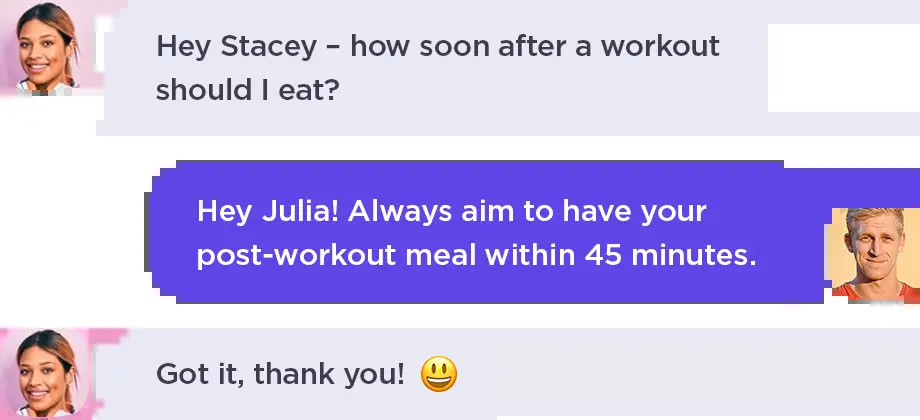 Hey Stacey – how soon after a workout
should I eat?
Hey Julia! Always aim to have your
post-workout meal within 45 minutes.
Got it, thank you! 😃